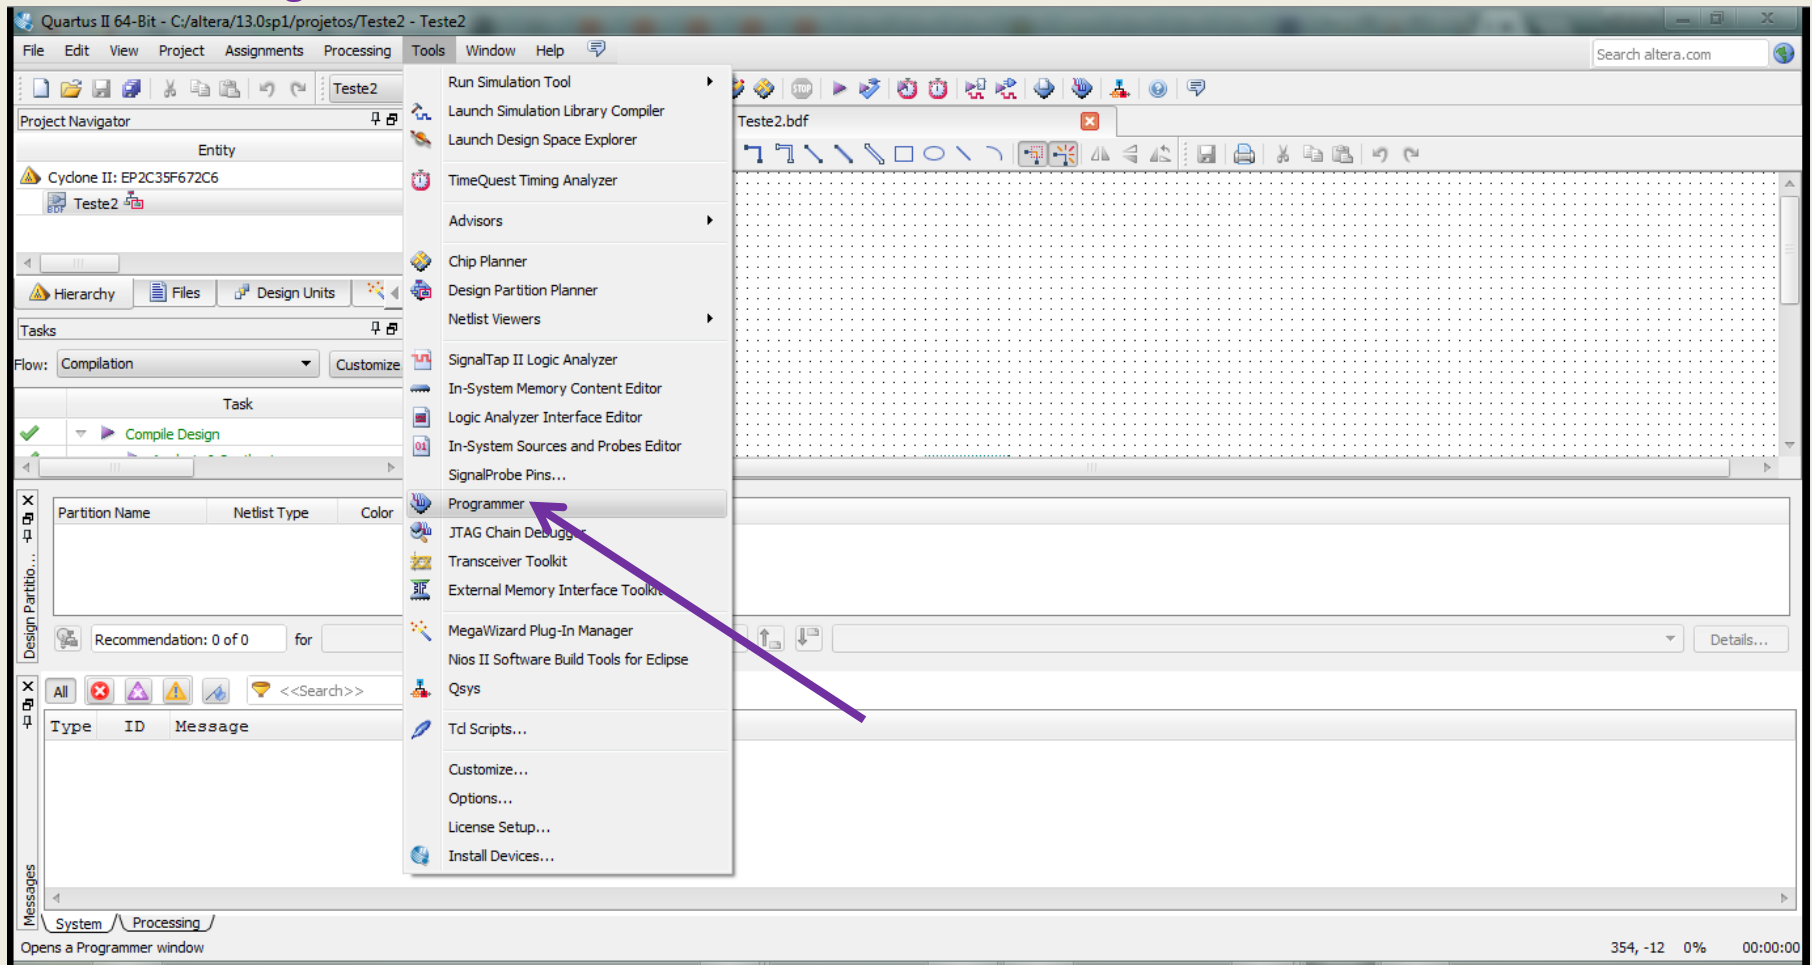 Quartus II 64-Bit - C:/altera/13.0sp1/projetos/Teste2 - Teste2
File Edit View Project Assignments Processing Tools Window Help
Search altera.com
Teste2
STOP
Project Navigator
Entity
Cyclone II: EP2C35F672C6
BDF Teste2
Hierarchy Files Design Units
Tasks
Flow: Compilation Customize
Task
Compile Design
Run Simulation Tool
Launch Simulation Library Compiler
Launch Design Space Explorer
TimeQuest Timing Analyzer
Advisors
Chip Planner
Design Partition Planner
Netlist Viewers
SignalTap II Logic Analyzer
In-System Memory Content Editor
Logic Analyzer Interface Editor
In-System Sources and Probes Editor
SignalProbe Pins...
Programmer
JTAG Chain Debugger
Transceiver Toolkit
External Memory Interface Toolkit
MegaWizard Plug-In Manager
Nios II Software Build Tools for Eclipse
Qsys
Tcl Scripts...
Customize...
Options...
License Setup...
Install Devices...
Teste2.bdf
Partition Name Netlist Type Color
Design Partitio...
Recommendation: 0 of 0 for
Details...
All <<Search>>
Type ID Message
Messages
System Processing
Opens a Programmer window
354, -12 0% 00:00:00